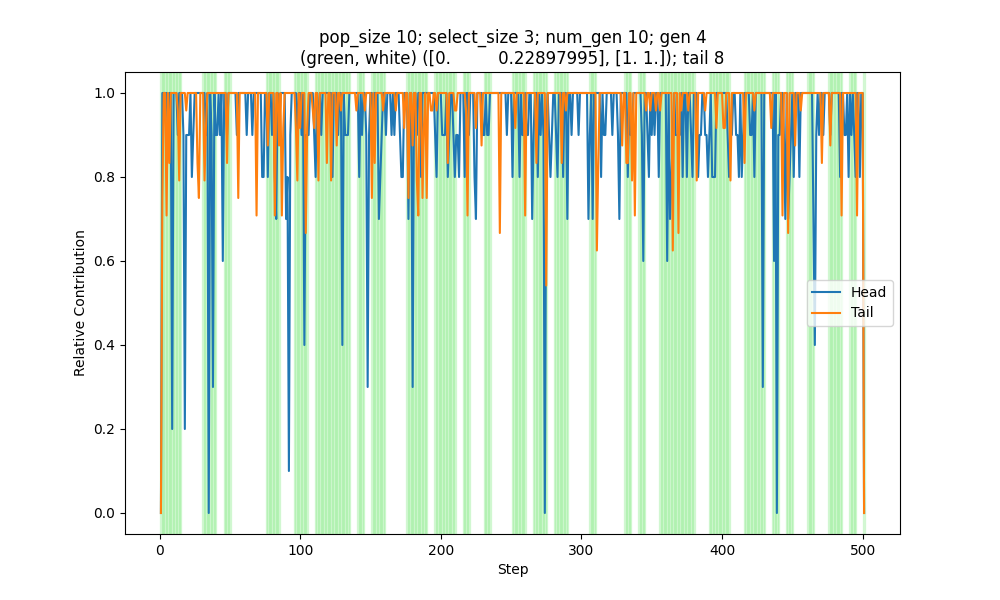 pop_size 10; select_size 3; num_gen 10; gen 4
(green, white) ([0.         0.22897995], [1. 1.]); tail 8
1.0
0.8
0.6
0.4
0.2
0.0
Relative Contribution
Head
Tail
0 100 200 300 400 500
Step